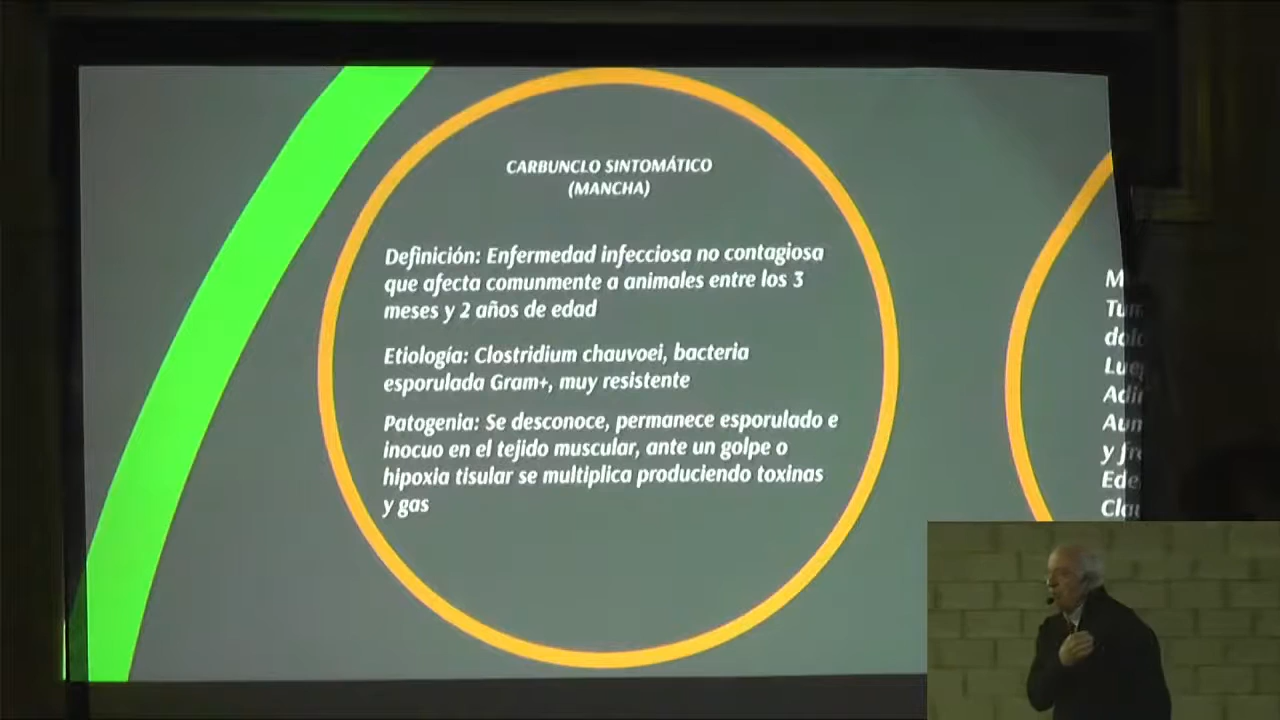 CARBUNCLO SINTOMÁTICO
(MANCHA)
Definición: Enfermedad infecciosa no contagiosa
que afecta comunmente a animales entre los 3
meses y 2 años de edad
Etiología: Clostridium chauvoei, bacteria
esporulada Gram+, muy resistente
Patogenia: Se desconoce, permanece esporulado e
inocuo en el tejido muscular, ante un golpe o
hipoxia tisular se multiplica produciendo toxinas
y gas